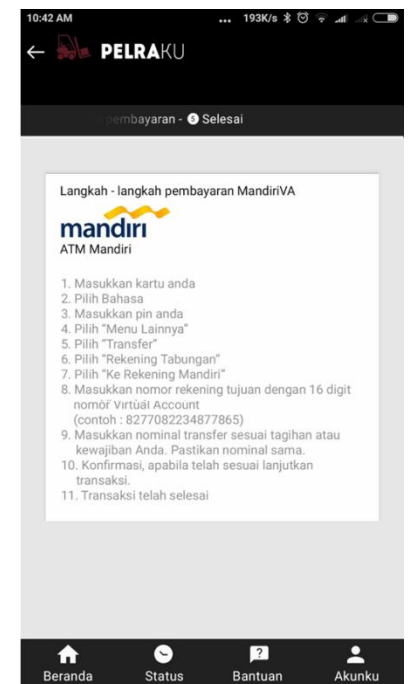 10:42 AM ... 193K/s
PELRAKU
pembayaran - 5 Selesai
Langkah - langkah pembayaran MandiriVA
mandırı
ATM Mandiri
1. Masukkan kartu anda
2. Pilih Bahasa
3. Masukkan pin anda
4. Pilih "Menu Lainnya"
5. Pilih "Transfer"
6. Pilih "Rekening Tabungan"
7. Pilih "Ke Rekening Mandiri"
8. Masukkan nomor rekening tujuan dengan 16 digit
nomor Virtual Account
(contoh : 8277082234877865)
9. Masukkan nominal transfer sesuai tagihan atau
kewajiban Anda. Pastikan nominal sama.
10. Konfirmasi, apabila telah sesuai lanjutkan
transaksi.
11. Transaksi telah selesai
Beranda Status Bantuan Akunku